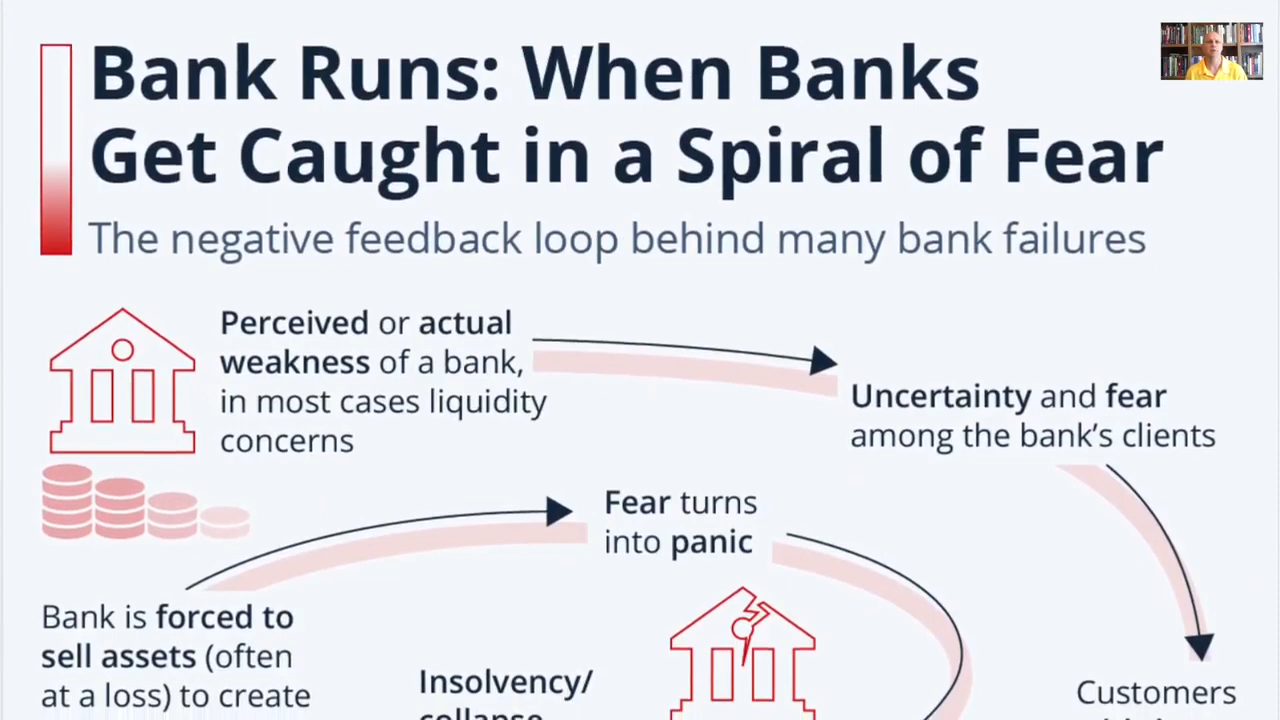 Bank Runs: When Banks
Get Caught in a Spiral of Fear
The negative feedback loop behind many bank failures
Perceived or actual
weakness of a bank,
in most cases liquidity
concerns
Uncertainty and fear
among the bank’s clients
Fear turns
into panic
Bank is forced to
sell assets (often
at a loss) to create
Insolvency/
collapse
Customers